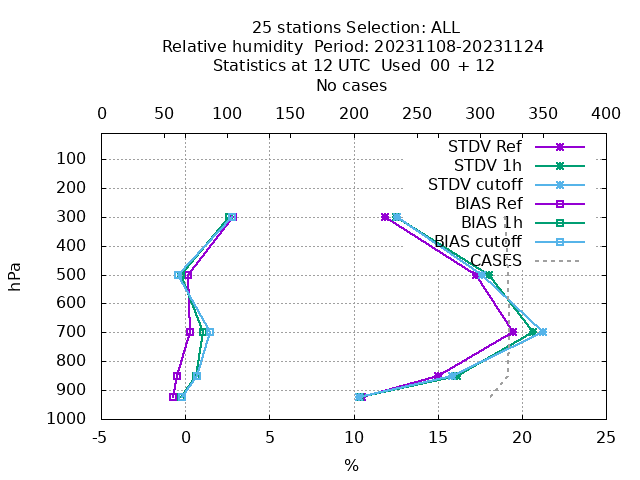 25 stations Selection: ALL
Relative humidity  Period: 20231108-20231124
Statistics at 12 UTC  Used  00 + 12
No cases
0 50 100 150 200 250 300 350 400
STDV Ref
STDV 1h
STDV cutoff
BIAS Ref
BIAS 1h
BIAS cutoff
CASES
100
200
300
400
500
600
700
800
900
1000
hPa
-5 0 5 10 15 20 25
%